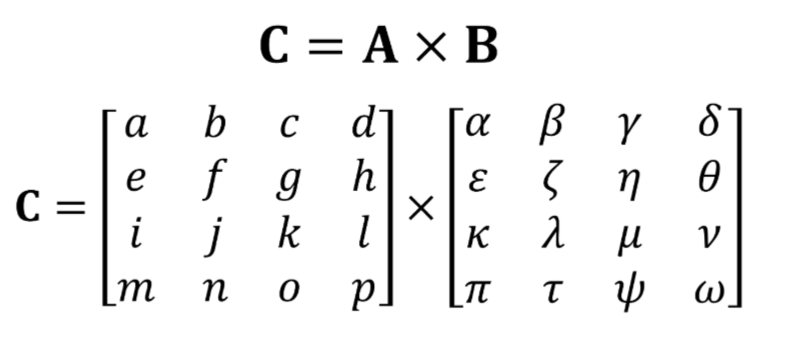 C = A × B
C = [a b c d; e f g h; i j k l; m n o p] × [α β γ δ; ε ζ η θ; κ λ μ ν; π τ ψ ω]